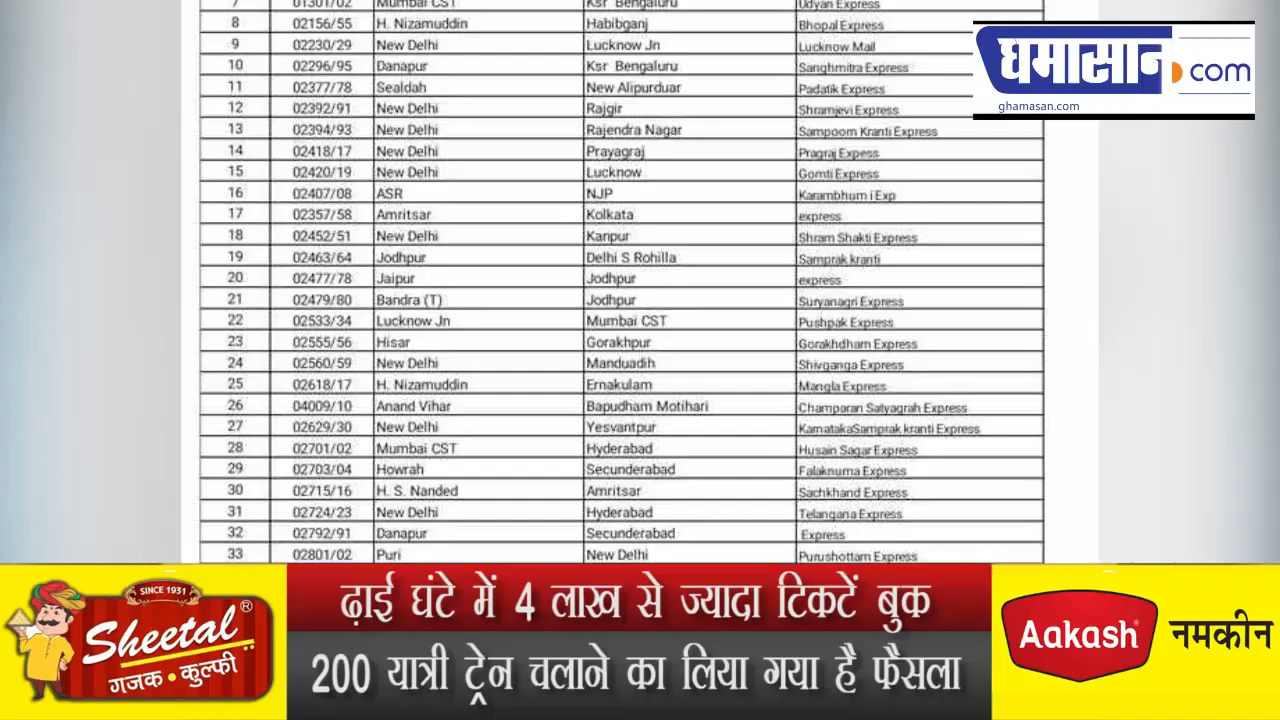 7 01301/02 Mumbai CST Ksr Bengaluru Udyan Express
8 02156/55 H. Nizamuddin Habibganj Bhopal Express
9 02230/29 New Delhi Lucknow Jn Lucknow Mail
10 02296/95 Danapur Ksr Bengaluru Sanghmitra Express
11 02377/78 Sealdah New Alipurduar Padatik Express
12 02392/91 New Delhi Rajgir Shramjevi Express
13 02394/93 New Delhi Rajendra Nagar Sampoorn Kranti Express
14 02418/17 New Delhi Prayagraj Pragraj Expess
15 02420/19 New Delhi Lucknow Gomti Express
16 02407/08 ASR NJP Karambhum i Exp
17 02357/58 Amritsar Kolkata express
18 02452/51 New Delhi Kanpur Shram Shakti Express
19 02463/64 Jodhpur Delhi S Rohilla Samprak kranti
20 02477/78 Jaipur Jodhpur express
21 02479/80 Bandra (T) Jodhpur Suryanagri Express
22 02533/34 Lucknow Jn Mumbai CST Pushpak Express
23 02555/56 Hisar Gorakhpur Gorakhdham Express
24 02560/59 New Delhi Manduadih Shivganga Express
25 02618/17 H. Nizamuddin Ernakulam Mangla Express
26 04009/10 Anand Vihar Bapudham Motihari Champaran Satyagrah Express
27 02629/30 New Delhi Yesvantpur KarnatakaSamprak kranti Express
28 02701/02 Mumbai CST Hyderabad Husain Sagar Express
29 02703/04 Howrah Secunderabad Falaknuma Express
30 02715/16 H. S. Nanded Amritsar Sachkhand Express
31 02724/23 New Delhi Hyderabad Telangana Express
32 02792/91 Danapur Secunderabad Express
33 02801/02 Puri New Delhi Purushottam Express
घमासान.com
ghamasan.com
SINCE 1931
Sheetal®
गजक • कुल्फी
ढ़ाई घंटे में 4 लाख से ज्यादा टिकटें बुक
200 यात्री ट्रेन चलाने का लिया गया है फैसला
Aakash® नमकीन